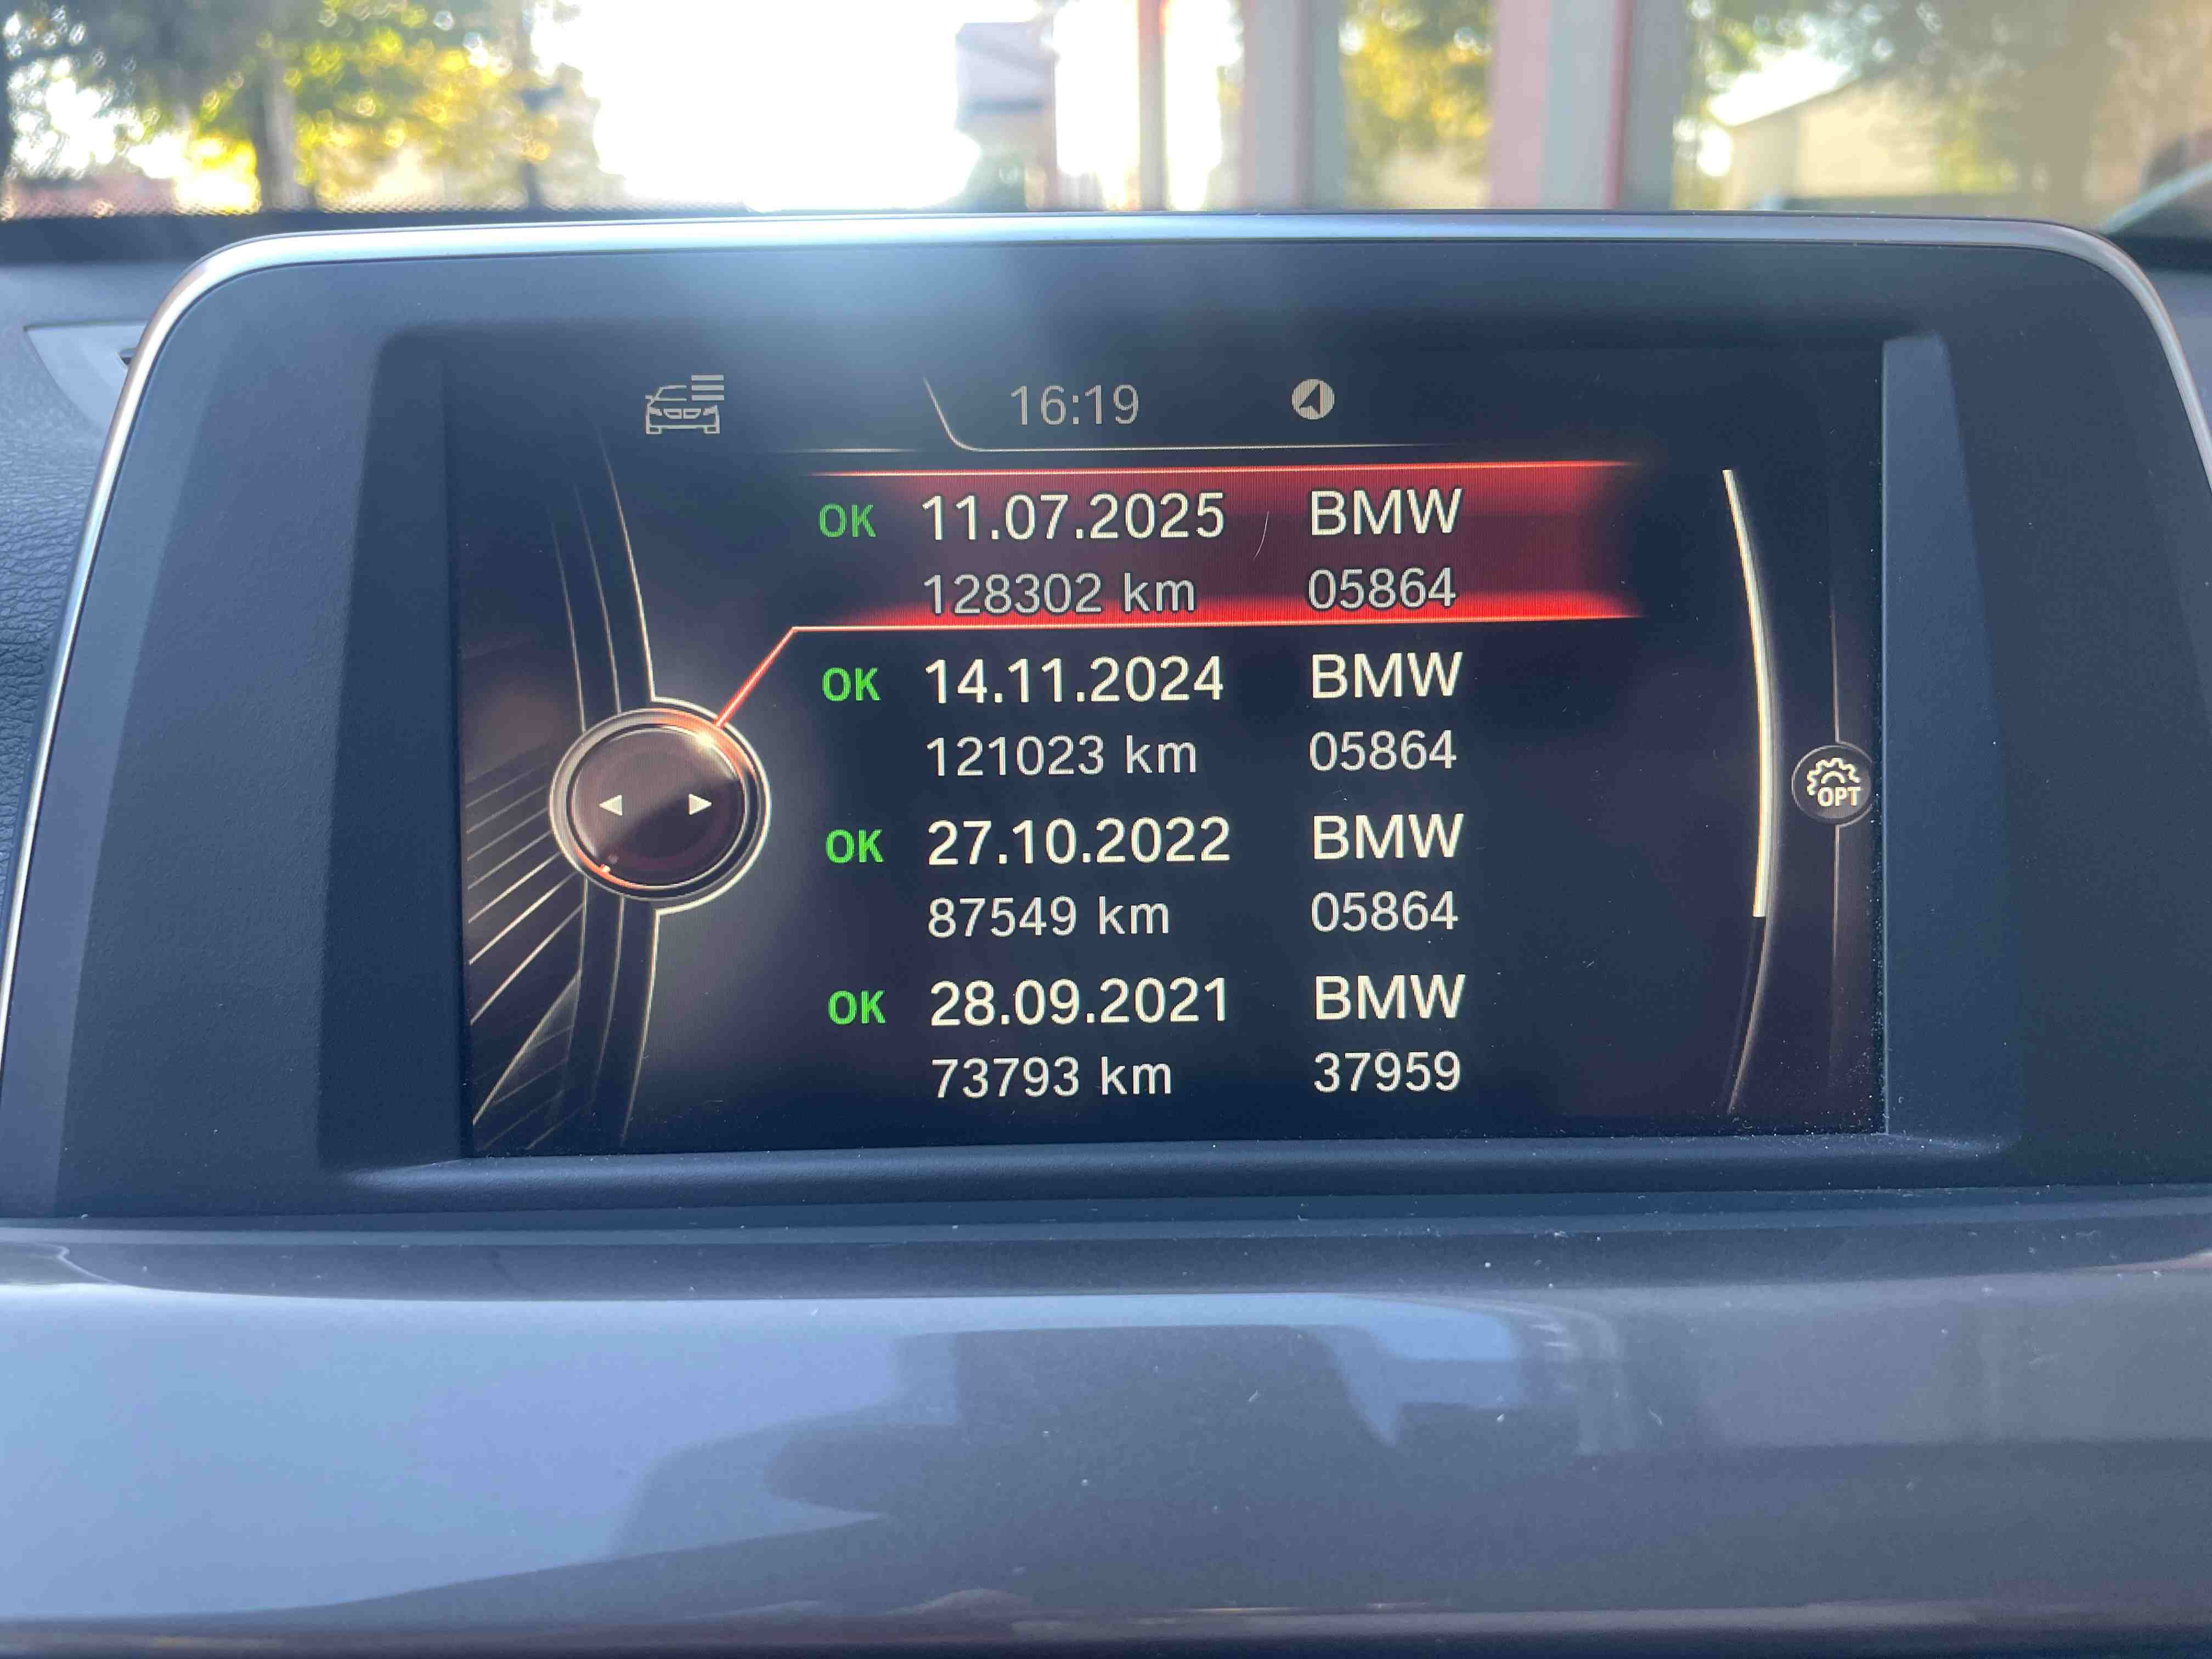 16:19
OK 11.07.2025 BMW
128302 km 05864
OK 14.11.2024 BMW
121023 km 05864
OK 27.10.2022 BMW
87549 km 05864
OK 28.09.2021 BMW
73793 km 37959
OPT